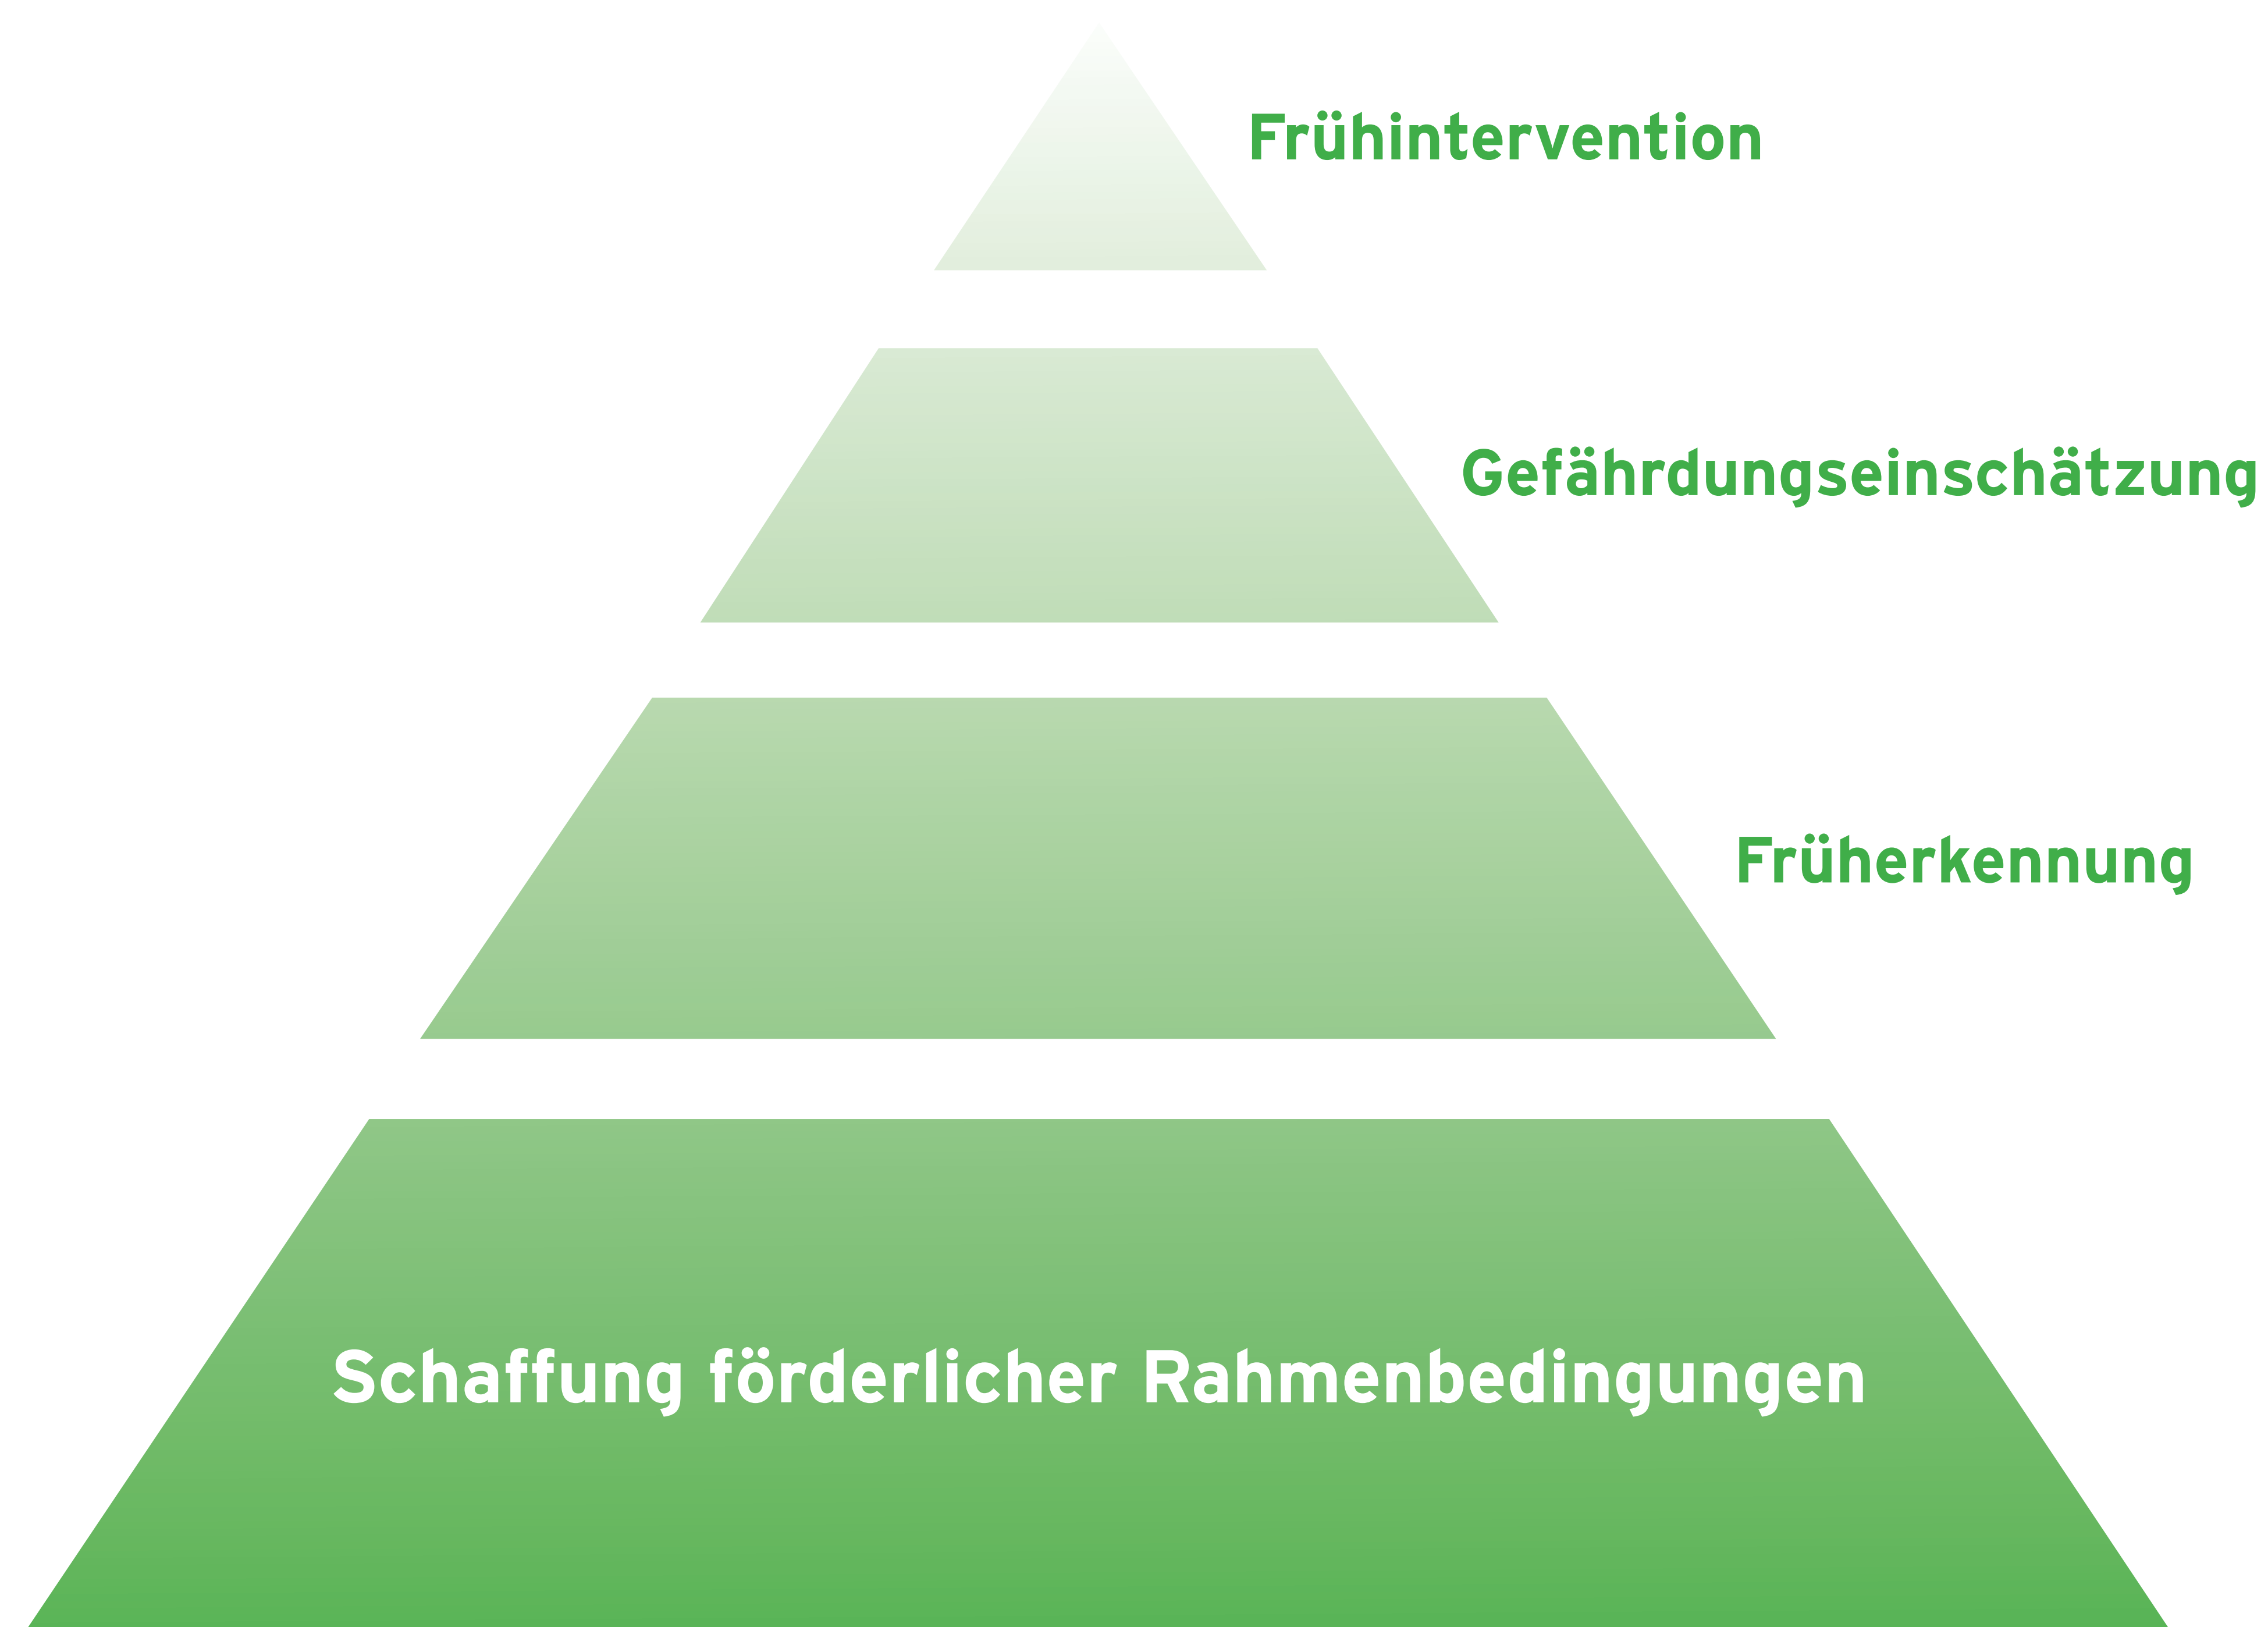 Frühintervention
Gefährdungseinschätzung
Früherkennung
Schaffung förderlicher Rahmenbedingungen